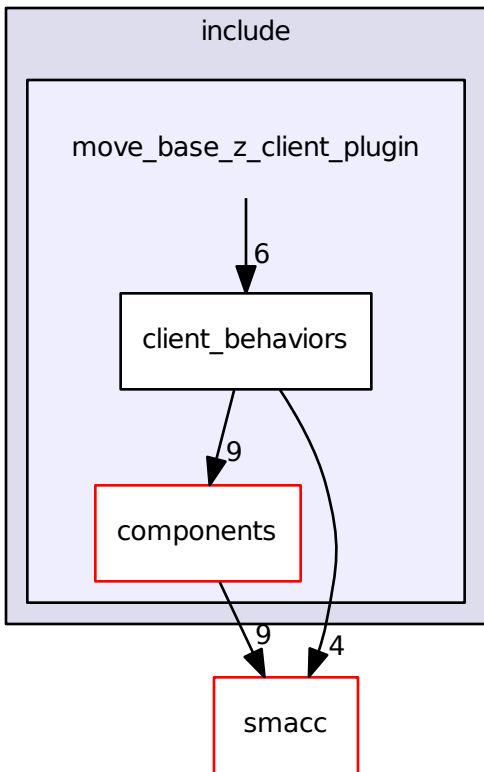 include
move_base_z_client_plugin
6
client_behaviors
9
components
9
4
smacc